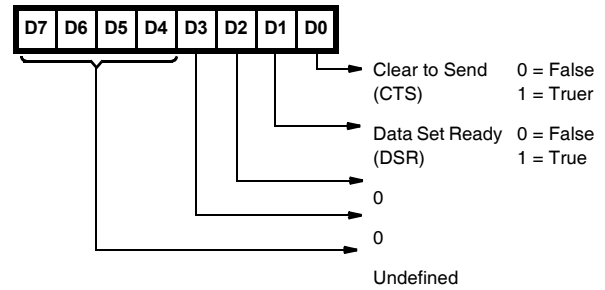 D7 D6 D5 D4 D3 D2 D1 D0
Clear to Send 0 = False
(CTS) 1 = Truer
Data Set Ready 0 = False
(DSR) 1 = True
0
0
Undefined